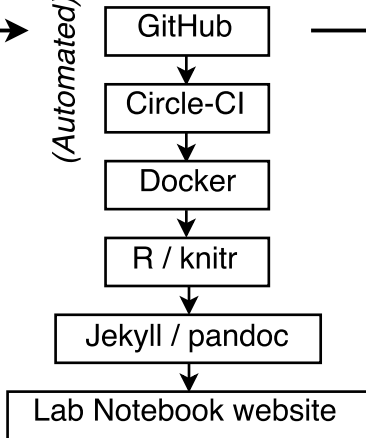 (Automated)
GitHub
Circle-CI
Docker
R / knitr
Jekyll / pandoc
Lab Notebook website